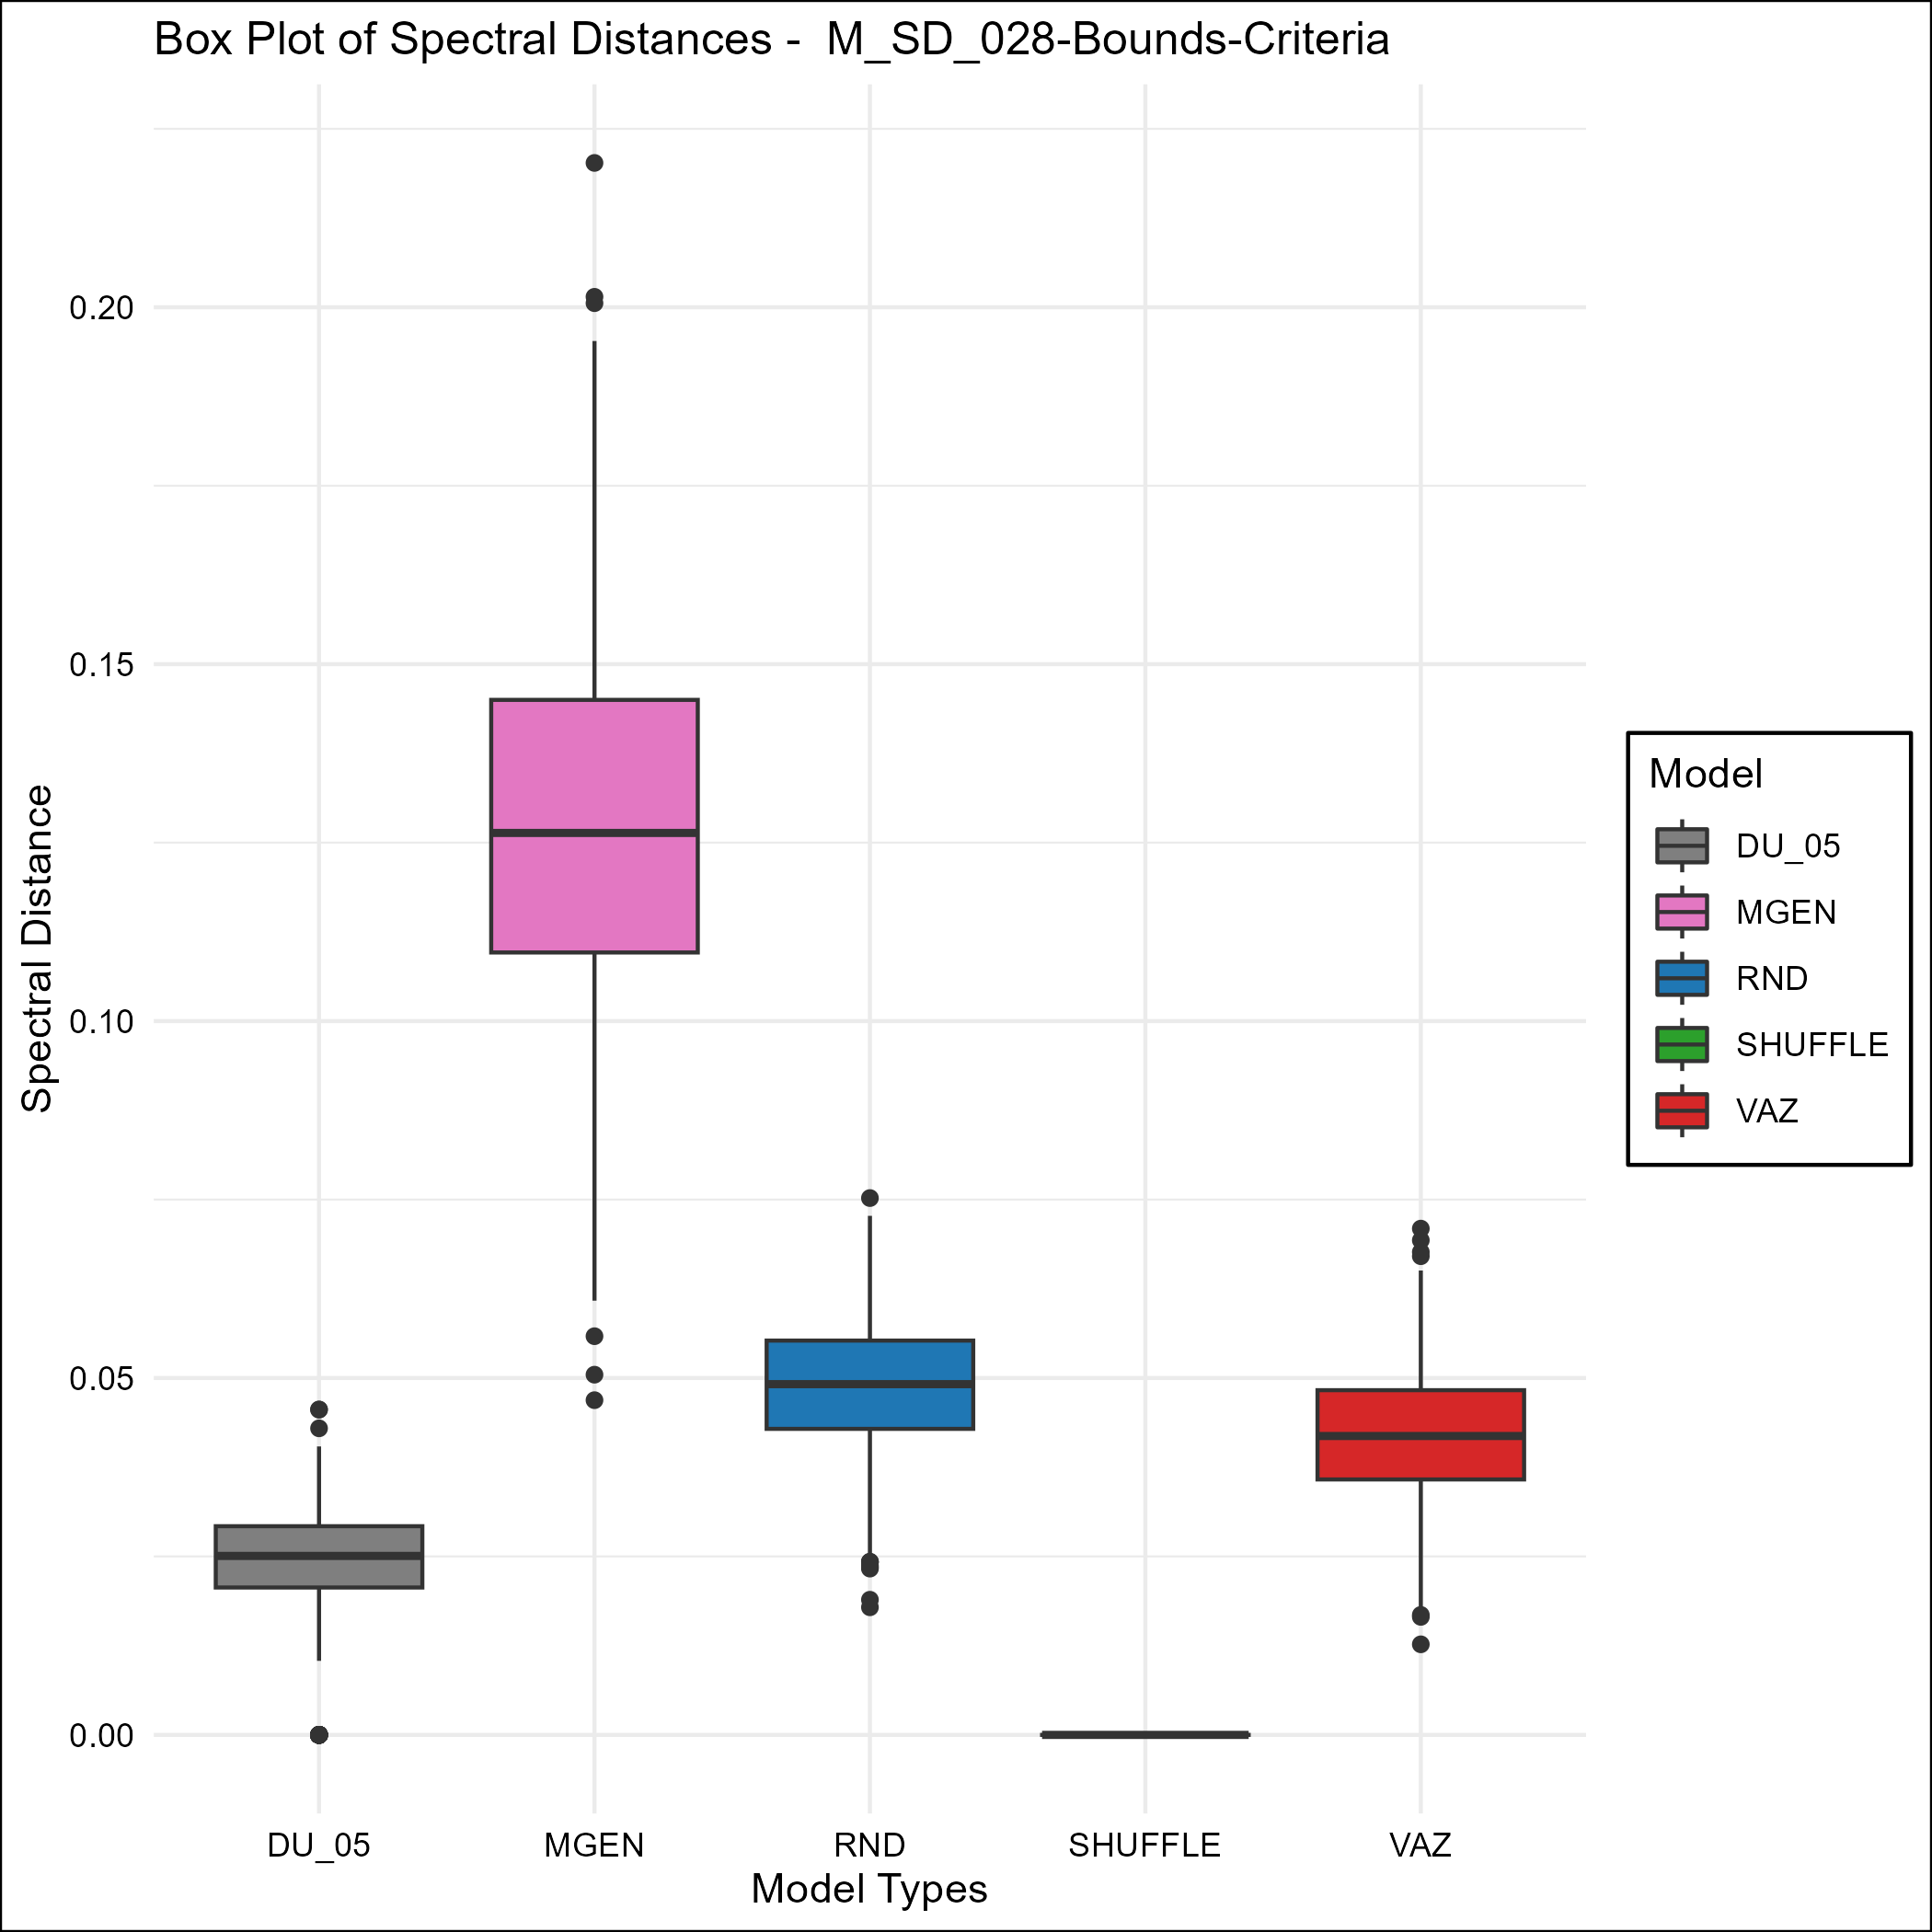 Box Plot of Spectral Distances -  M_SD_028-Bounds-Criteria
Spectral Distance
0.20
0.15
0.10
0.05
0.00
DU_05
MGEN
RND
SHUFFLE
VAZ
Model Types
Model
DU_05
MGEN
RND
SHUFFLE
VAZ